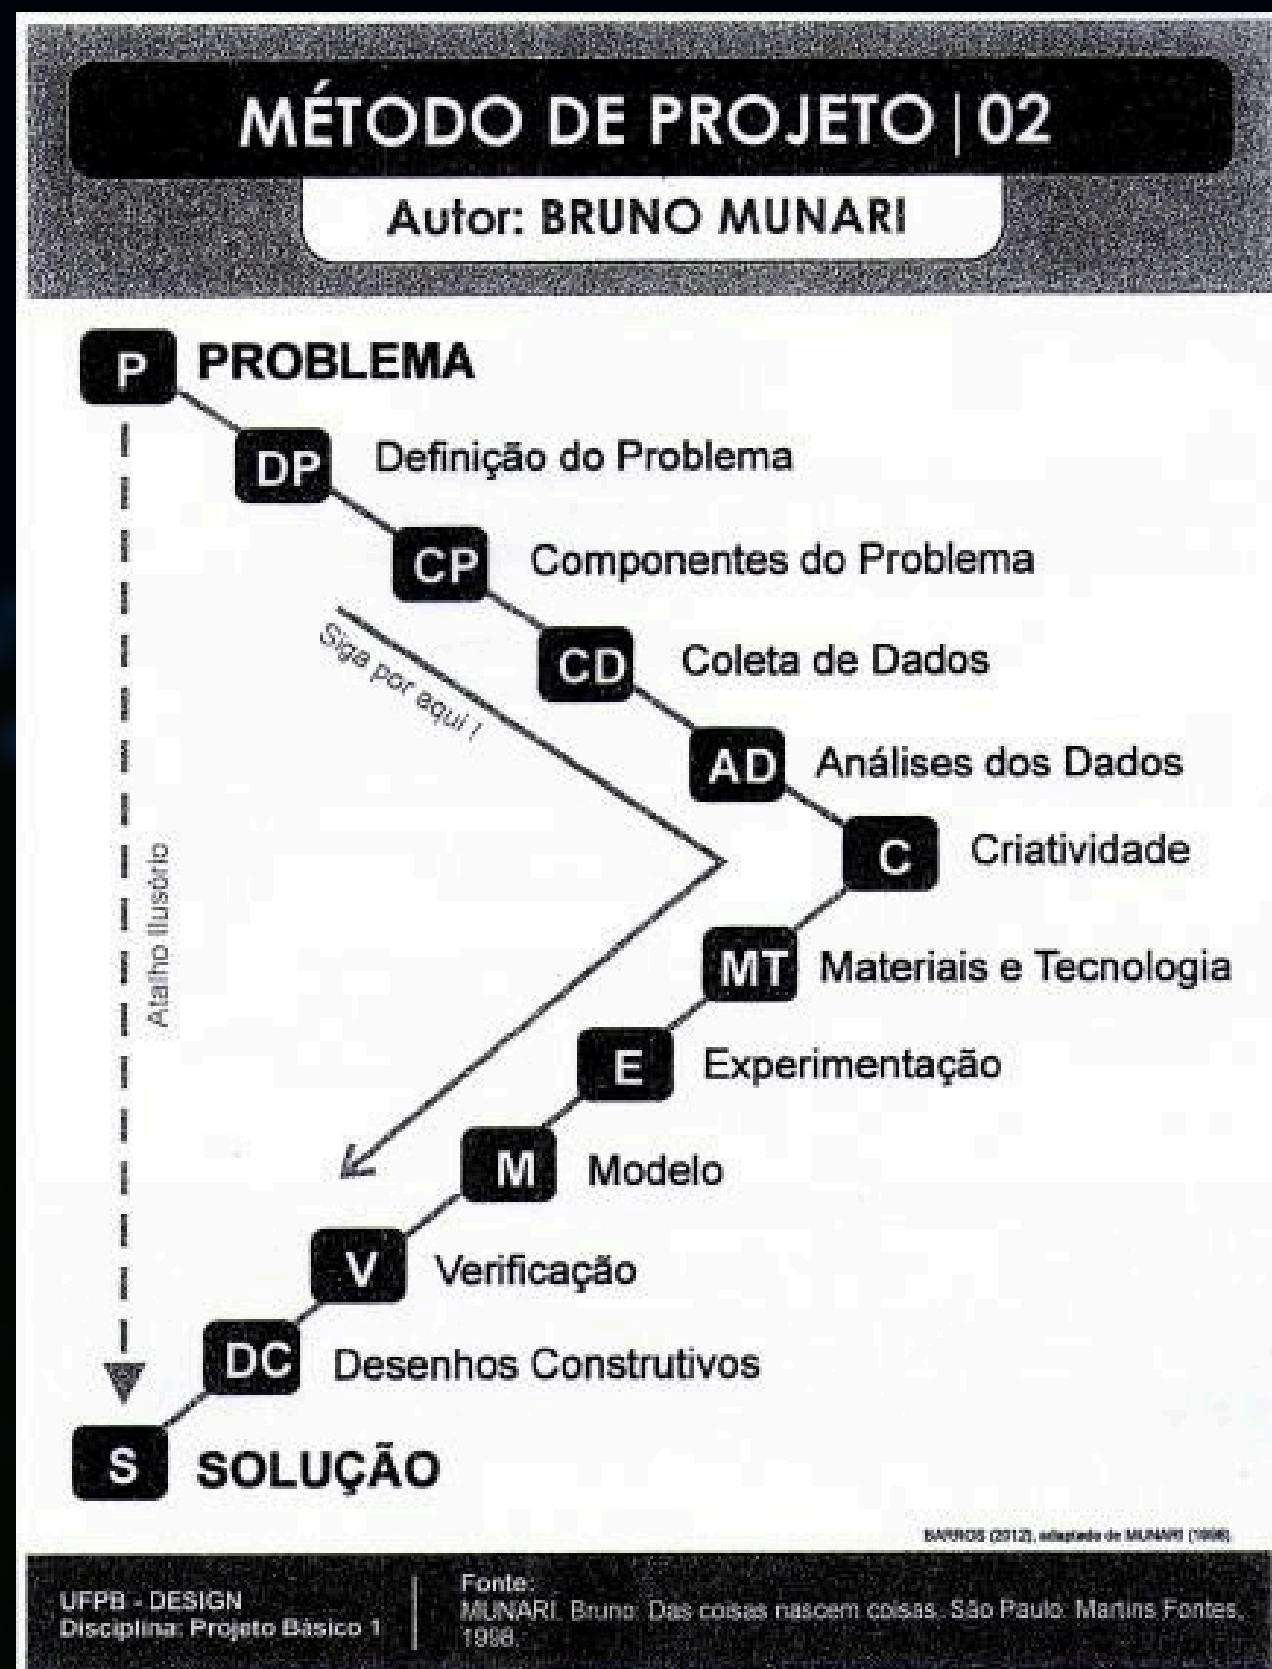 MÉTODO DE PROJETO | 02
Autor: BRUNO MUNARI
P PROBLEMA
DP Definição do Problema
CP Componentes do Problema
CD Coleta de Dados
Siga por aqui !
AD Análises dos Dados
C Criatividade
Atalho Ilusório
MT Materiais e Tecnologia
E Experimentação
M Modelo
V Verificação
DC Desenhos Construtivos
S SOLUÇÃO
BARROS (2012), adaptado de MUNARI (1998).
UFPB - DESIGN
Disciplina: Projeto Básico 1
Fonte:
MUNARI. Bruno. Das coisas nascem coisas. São Paulo: Martins Fontes,
1998.